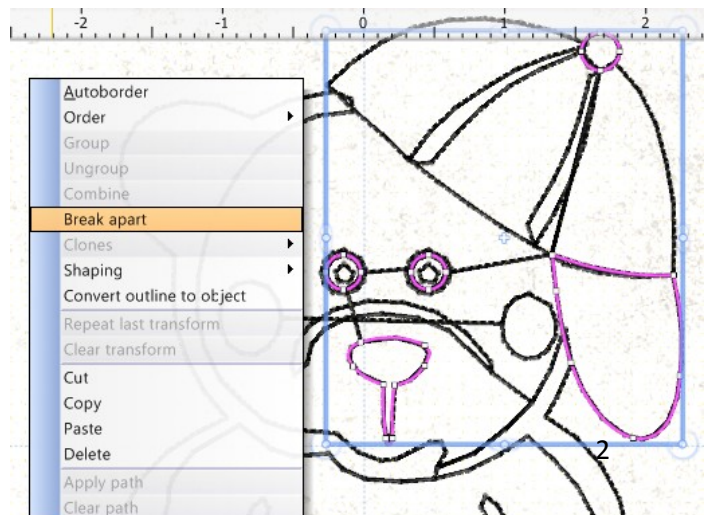 -2 -1 0 1 2
Autoborder
Order
Group
Ungroup
Combine
Break apart
Clones
Shaping
Convert outline to object
Repeat last transform
Clear transform
Cut
Copy
Paste
Delete
Apply path
Clear path
2